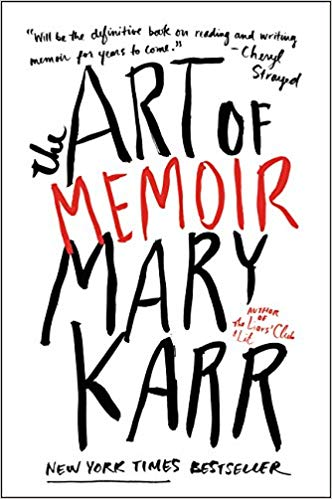 "Will be the definitive book on reading and writing
memoir for years to come."
—Cheryl
Strayed
the ART OF
MEMOIR
MARY
KARR
AUTHOR
OF
the Liars' Club
& Lit
NEW YORK TIMES BESTSELLER